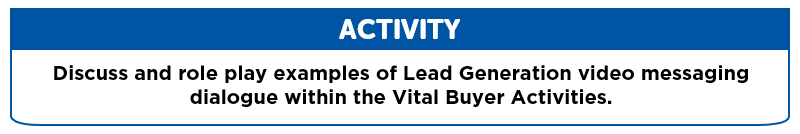 ACTIVITY
Discuss and role play examples of Lead Generation video messaging
dialogue within the Vital Buyer Activities.